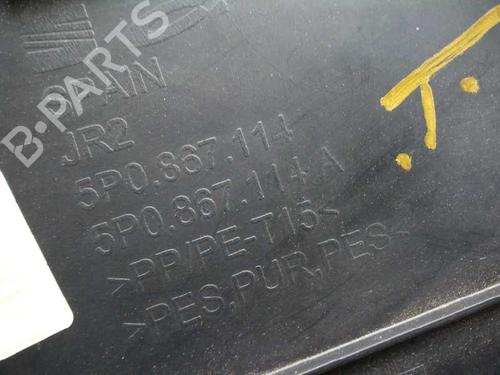 B-PARTS
SPAIN
JR2
5P0.867.114
5P0.867.114.A
>PP/PE-T15<
>PES,PUR,PES<
T.